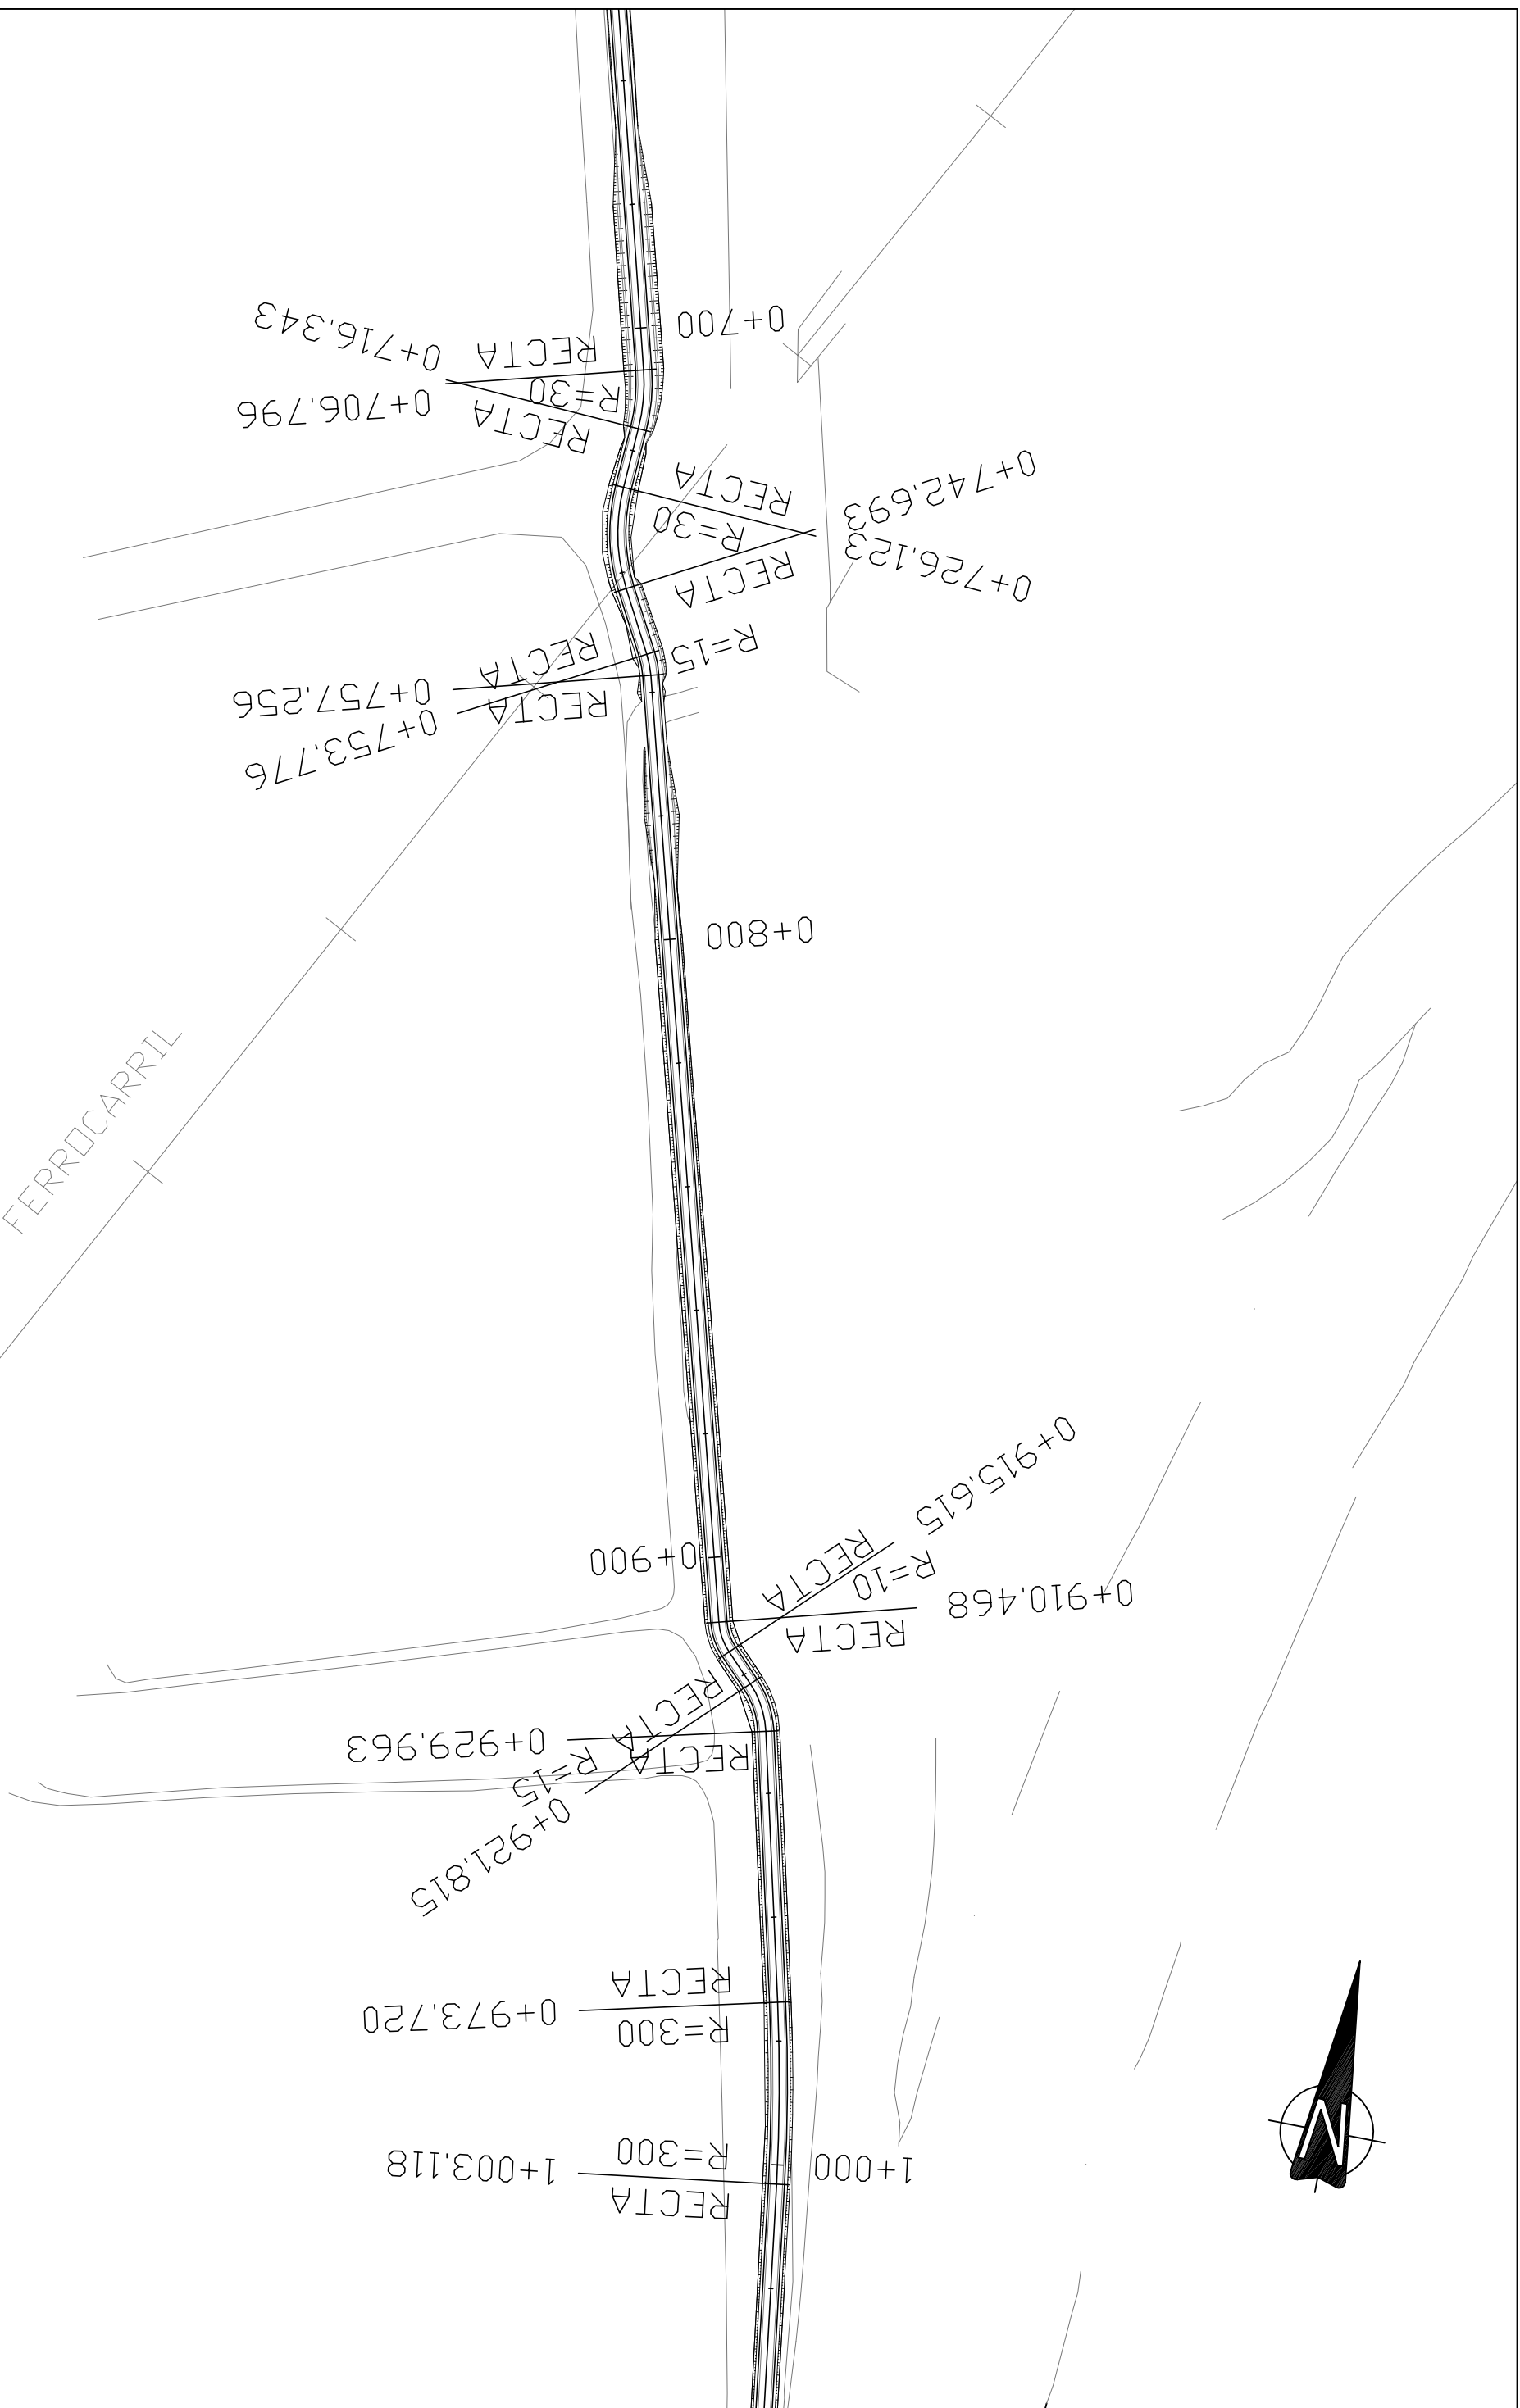 0+700
0+716.343
RECTA
R=30
0+706.796
RECTA
RECTA
0+742.693
R=30
0+726.123
RECTA
RECTA
R=15
0+757.256
RECTA
0+753.776
0+800
FERROCARRIL
0+915.615
0+900
RECTA
R=10
0+910.468
RECTA
RECTA
0+929.963
RECTA
R=15
0+921.815
RECTA
0+973.720
R=300
R=300
1+003.118
1+000
RECTA
N